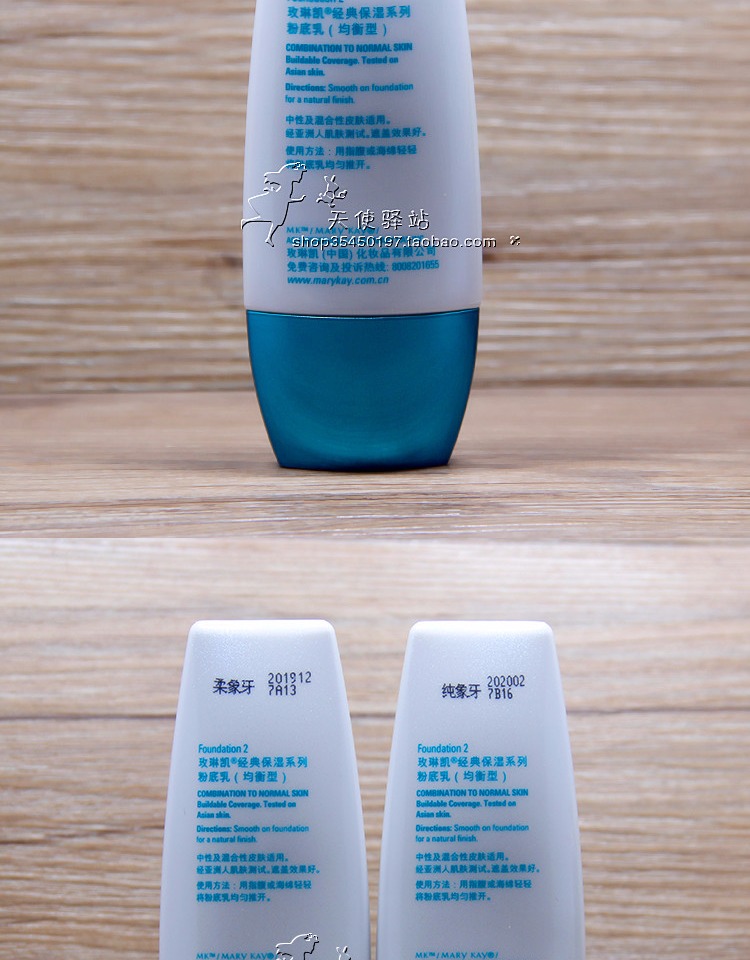 Foundation 2
玫琳凯®经典保湿系列
粉底乳(均衡型)
COMBINATION TO NORMAL SKIN
Buildable Coverage. Tested on
Asian skin.
Directions: Smooth on foundation
for a natural finish.
中性及混合性皮肤适用。
经亚洲人肌肤测试。遮盖效果好。
使用方法:用指腹或海绵轻轻
将粉底乳均匀推开。
天使驿站
MK™/MARY KAY®
shop35450197.taobao.com
玫琳凯(中国)化妆品有限公司
免费咨询及投诉热线: 8008201655
www.marykay.com.cn
柔象牙 201912
7A13
Foundation 2
玫琳凯®经典保湿系列
粉底乳(均衡型)
COMBINATION TO NORMAL SKIN
Buildable Coverage. Tested on
Asian skin.
Directions: Smooth on foundation
for a natural finish.
中性及混合性皮肤适用。
经亚洲人肌肤测试。遮盖效果好。
使用方法:用指腹或海绵轻轻
将粉底乳均匀推开。
MK™/MARY KAY®
纯象牙 202002
7B16
Foundation 2
玫琳凯®经典保湿系列
粉底乳(均衡型)
COMBINATION TO NORMAL SKIN
Buildable Coverage. Tested on
Asian skin.
Directions: Smooth on foundation
for a natural finish.
中性及混合性皮肤适用。
经亚洲人肌肤测试。遮盖效果好。
使用方法:用指腹或海绵轻轻
将粉底乳均匀推开。
MK™/MARY KAY®/